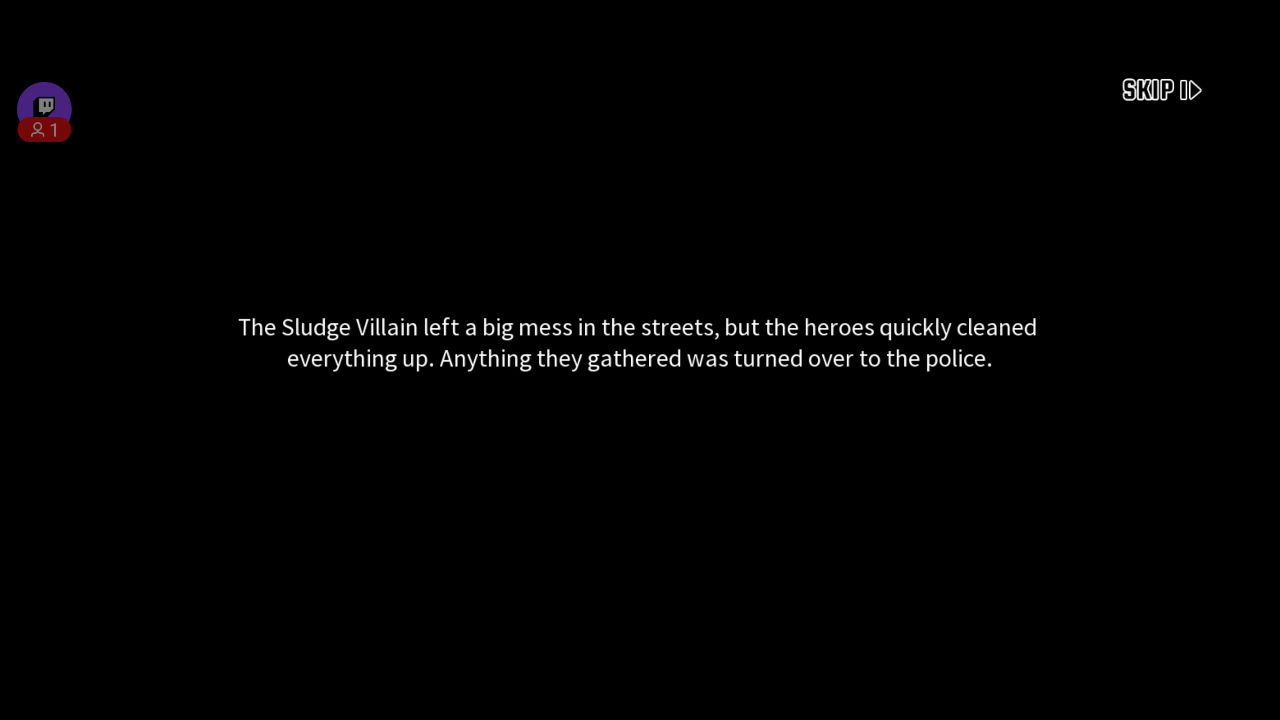 SKIP
1
The Sludge Villain left a big mess in the streets, but the heroes quickly cleaned
everything up. Anything they gathered was turned over to the police.